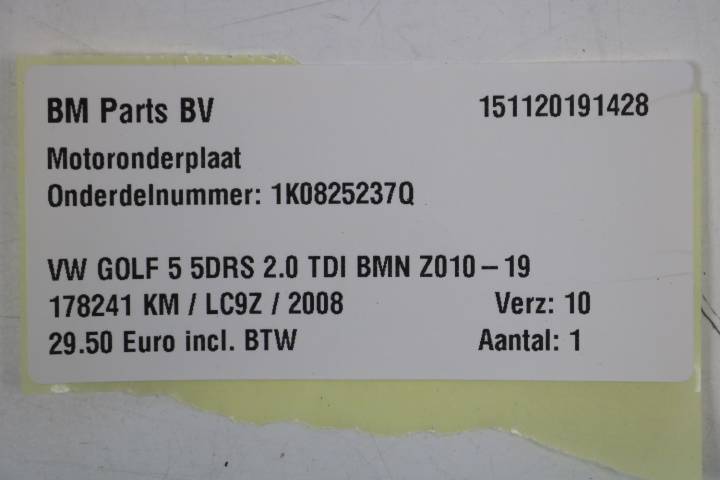 BM Parts BV 151120191428
Motoronderplaat
Onderdelnummer: 1K0825237Q
VW GOLF 5 5DRS 2.0 TDI BMN Z010 – 19
178241 KM / LC9Z / 2008 Verz: 10
29.50 Euro incl. BTW Aantal: 1